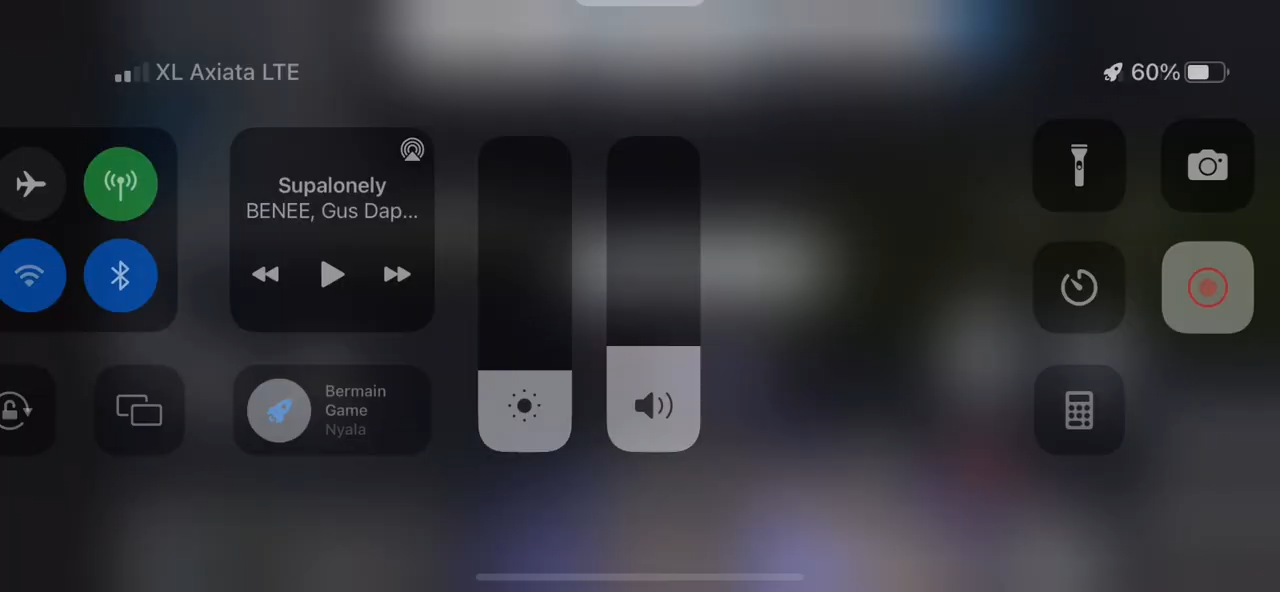 XL Axiata LTE
60%
Supalonely
BENEE, Gus Dap...
Bermain
Game
Nyala